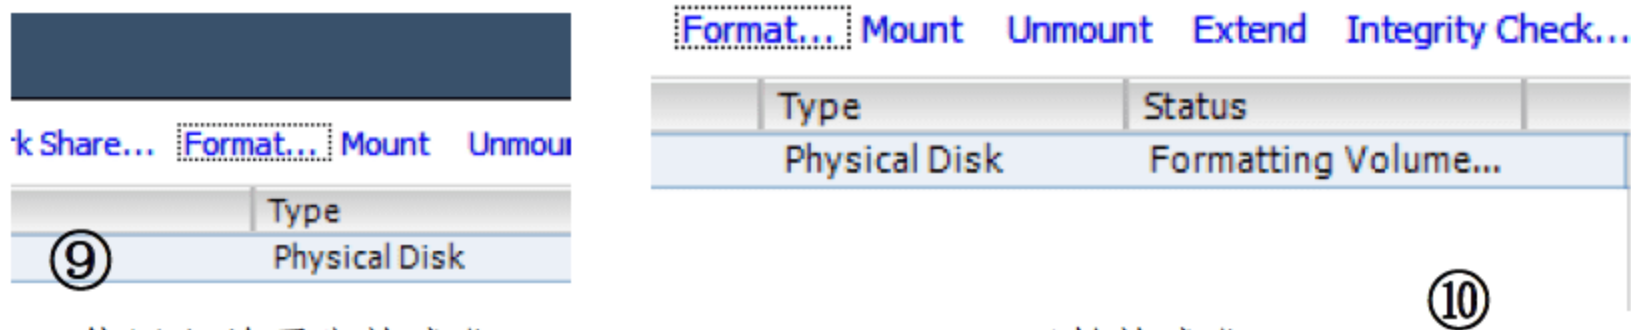 'k Share... Format... Mount Unmoui
Type
⑨ Physical Disk
Format... Mount Unmount Extend Integrity Check...
Type Status
Physical Disk Formatting Volume...
⑩